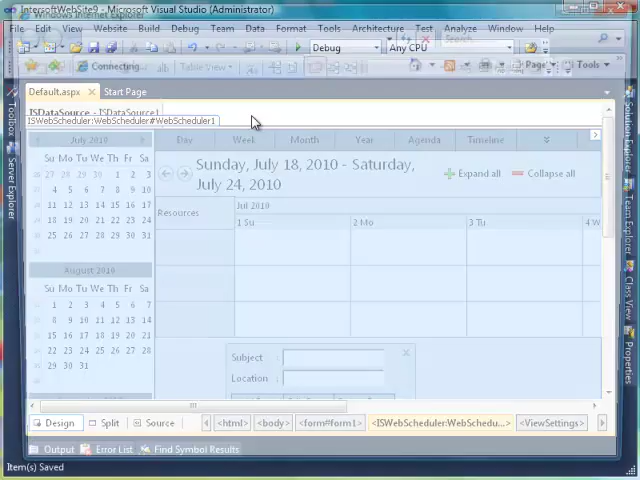 IntersoftWebSite9 - Microsoft Visual Studio (Administrator)
Windows Internet Explorer
File Edit View Website Build Debug Team Data Format Tools Architecture Test Analyze
Window Help Search
Debug Any CPU
Connecting... Table View Page Tools
Default.aspx Start Page
ISDataSource - ISDataSource1
ISWebScheduler:WebScheduler#WebScheduler1
July 2010 Day Week Month Year Agenda Timeline
Su Mo Tu We Th Fr Sa
27 28 29 30 1 2 3
4 5 6 7 8 9 10
11 12 13 14 15 16 17
18 19 20 21 22 23 24
25 26 27 28 29 30 31
Sunday, July 18, 2010 - Saturday,
July 24, 2010
Expand all Collapse all
Resources Jul 2010
1 Su 2 Mo 3 Tu 4 W
August 2010
Su Mo Tu We Th Fr Sa
1 2 3 4 5 6 7
8 9 10 11 12 13 14
15 16 17 18 19 20 21
22 23 24 25 26 27 28
29 30 31
Subject :
Location :
Toolbox
Server Explorer
Solution Explorer
Team Explorer
Class View
Properties
Design Split Source <html> <body> <form#form1> <ISWebScheduler:WebSchedu...> <ViewSettings>
Output Error List Find Symbol Results
Item(s) Saved